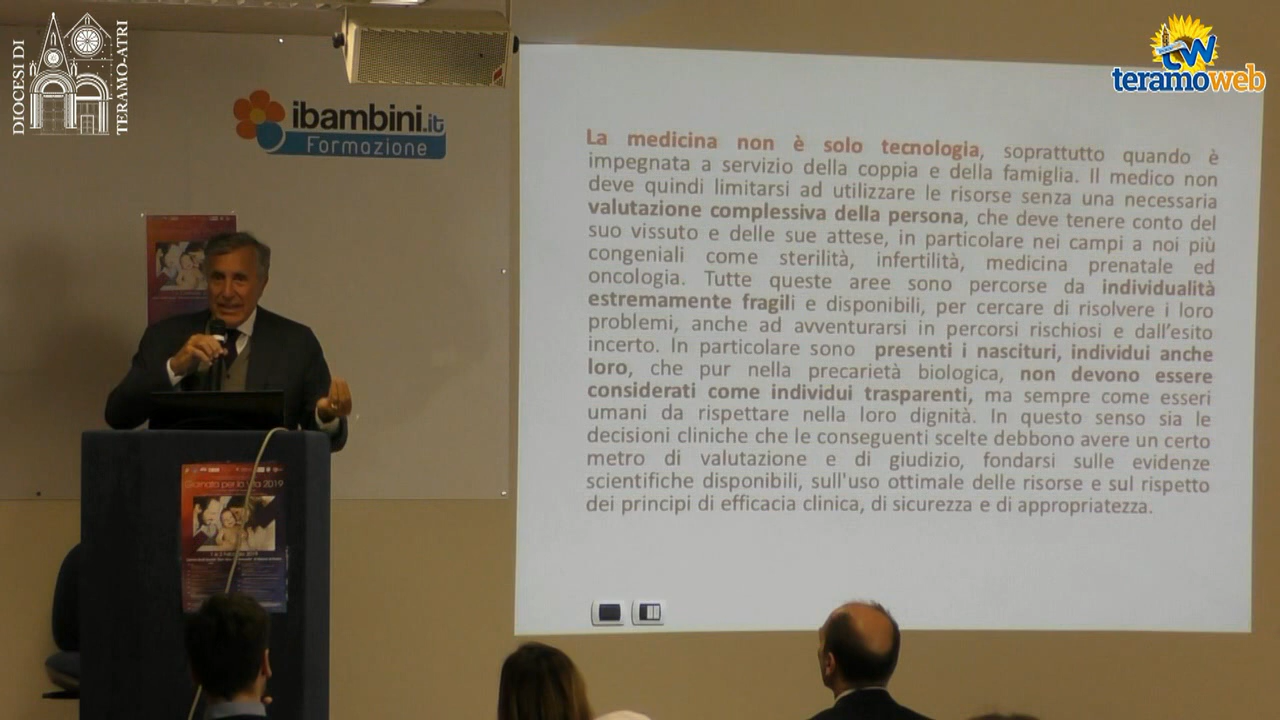 DIOCESI DI
TERAMO-ATRI
teramoweb
ibambini.it
Formazione
La medicina non è solo tecnologia, soprattutto quando è
impegnata a servizio della coppia e della famiglia. Il medico non
deve quindi limitarsi ad utilizzare le risorse senza una necessaria
valutazione complessiva della persona, che deve tenere conto del
suo vissuto e delle sue attese, in particolare nei campi a noi più
congeniali come sterilità, infertilità, medicina prenatale ed
oncologia. Tutte queste aree sono percorse da individualità
estremamente fragili e disponibili, per cercare di risolvere i loro
problemi, anche ad avventurarsi in percorsi rischiosi e dall'esito
incerto. In particolare sono presenti i nascituri, individui anche
loro, che pur nella precarietà biologica, non devono essere
considerati come individui trasparenti, ma sempre come esseri
umani da rispettare nella loro dignità. In questo senso sia le
decisioni cliniche che le conseguenti scelte debbono avere un certo
metro di valutazione e di giudizio, fondarsi sulle evidenze
scientifiche disponibili, sull'uso ottimale delle risorse e sul rispetto
dei principi di efficacia clinica, di sicurezza e di appropriatezza.
Giornata per la vita 2019